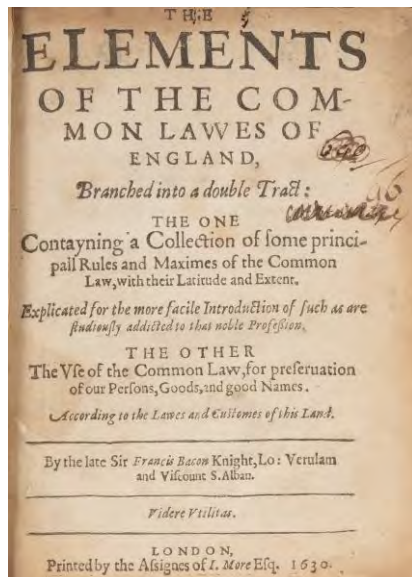 THE
ELEMENTS
OF THE COM-
MON LAWES OF
ENGLAND,
Branched into a double Tract:
THE ONE
Contayning a Collection of ſome princi-
pall Rules and Maximes of the Common
Law, with their Latitude and Extent.
Explicated for the more facile Introduction of ſuch as are
ſtudiouſly addicted to that noble Profeſsion.
THE OTHER
The Vſe of the Common Law, for preſeruation
of our Perſons, Goods, and good Names.
According to the Lawes and Cuſtomes of this Land.
By the late Sir Francis Bacon Knight, Lo: Verulam
and Viſcount S. Alban.
Videre Vtilitas.
LONDON,
Printed by the Aſsignes of I. More Eſq. 1630.